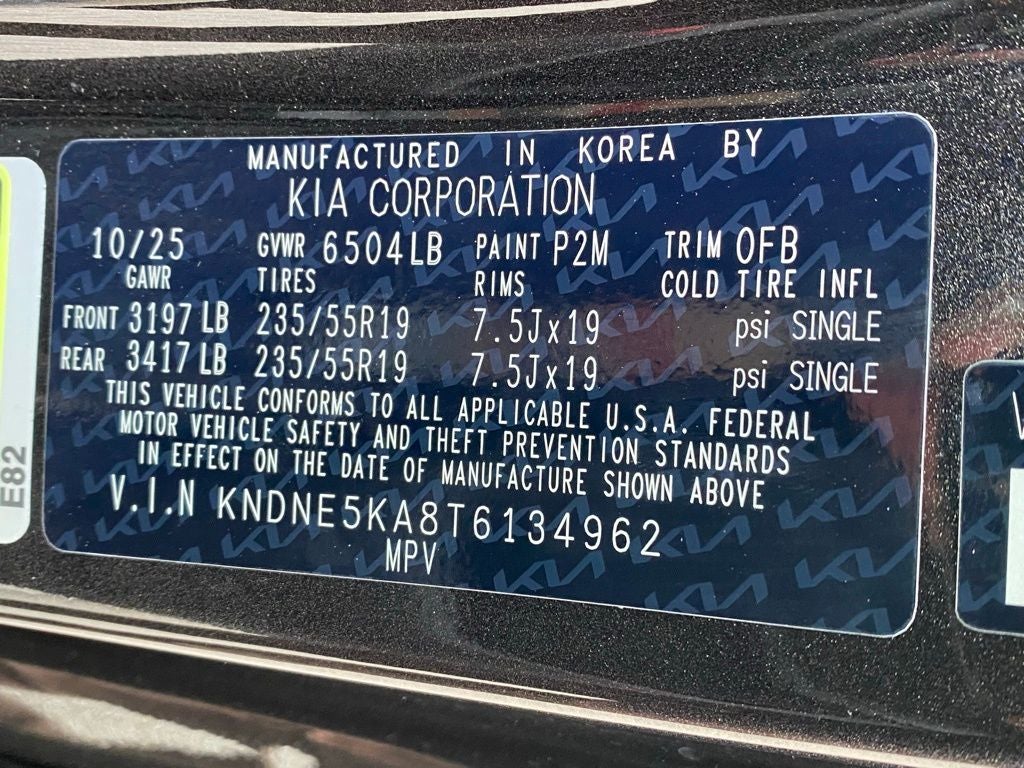 MANUFACTURED IN KOREA BY
KIA CORPORATION
10/25 GVWR 6504LB PAINT P2M TRIM OFB
GAWR TIRES RIMS COLD TIRE INFL
FRONT 3197 LB 235/55R19 7.5Jx19 psi SINGLE
REAR 3417 LB 235/55R19 7.5Jx19 psi SINGLE
THIS VEHICLE CONFORMS TO ALL APPLICABLE U.S.A. FEDERAL
MOTOR VEHICLE SAFETY AND THEFT PREVENTION STANDARDS
IN EFFECT ON THE DATE OF MANUFACTURE SHOWN ABOVE
V.I.N KNDNE5KA8T6134962
MPV
E82